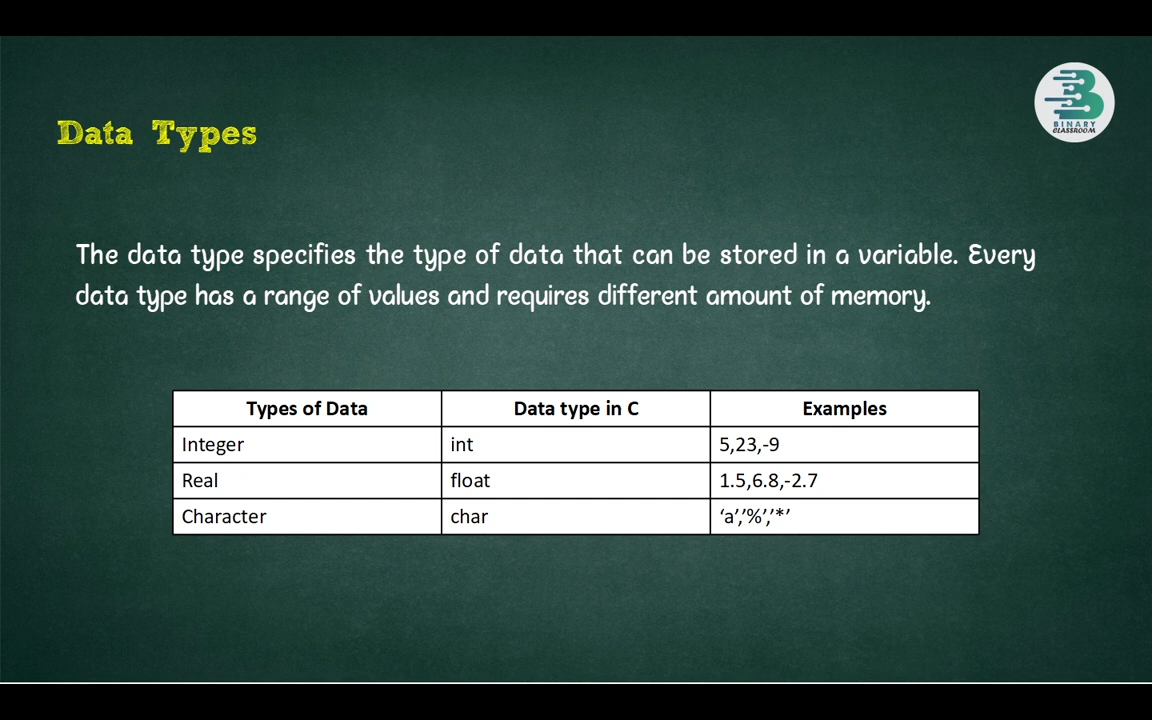 BINARY
CLASSROOM
Data Types
The data type specifies the type of data that can be stored in a variable. Every
data type has a range of values and requires different amount of memory.
Types of Data Data type in C Examples
Integer int 5,23,-9
Real float 1.5,6.8,-2.7
Character char ‘a’,’%’,’*’